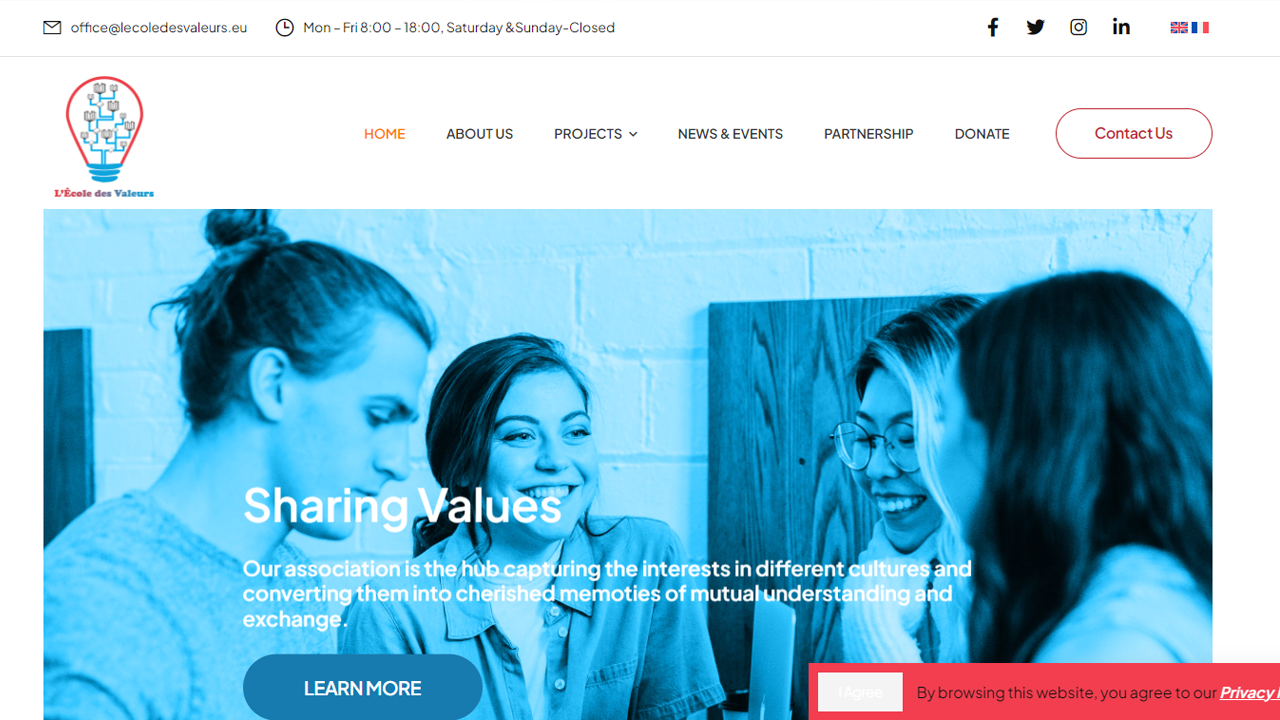 office@lecoledesvaleurs.eu
Mon – Fri 8:00 – 18:00, Saturday &Sunday-Closed
L'École des Valeurs
HOME
ABOUT US
PROJECTS
NEWS & EVENTS
PARTNERSHIP
DONATE
Contact Us
Sharing Values
Our association is the hub capturing the interests in different cultures and
converting them into cherished memoties of mutual understanding and
exchange.
LEARN MORE
I Agree
By browsing this website, you agree to our Privacy